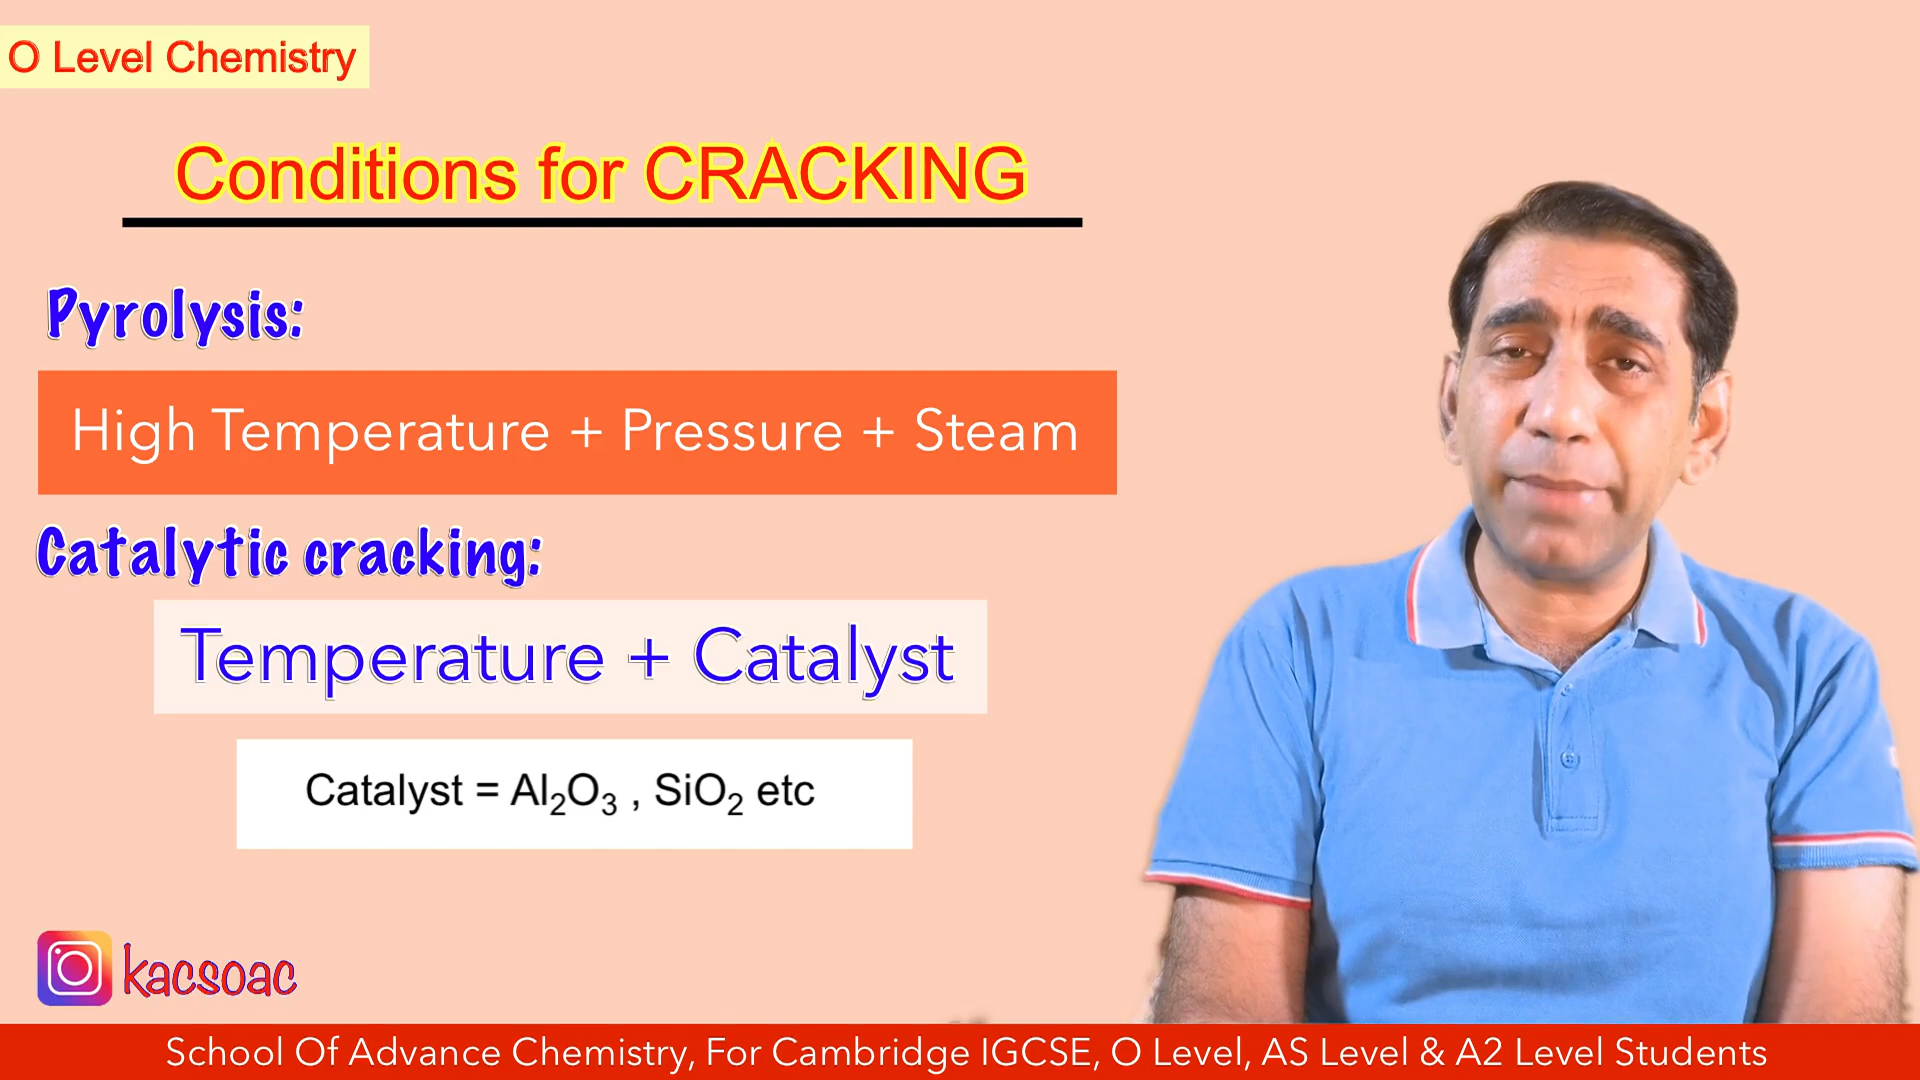 O Level Chemistry
Conditions for CRACKING
Pyrolysis:
High Temperature + Pressure + Steam
Catalytic cracking:
Temperature + Catalyst
Catalyst = Al₂O₃ , SiO₂ etc
kacsoac
School Of Advance Chemistry, For Cambridge IGCSE, O Level, AS Level & A2 Level Students